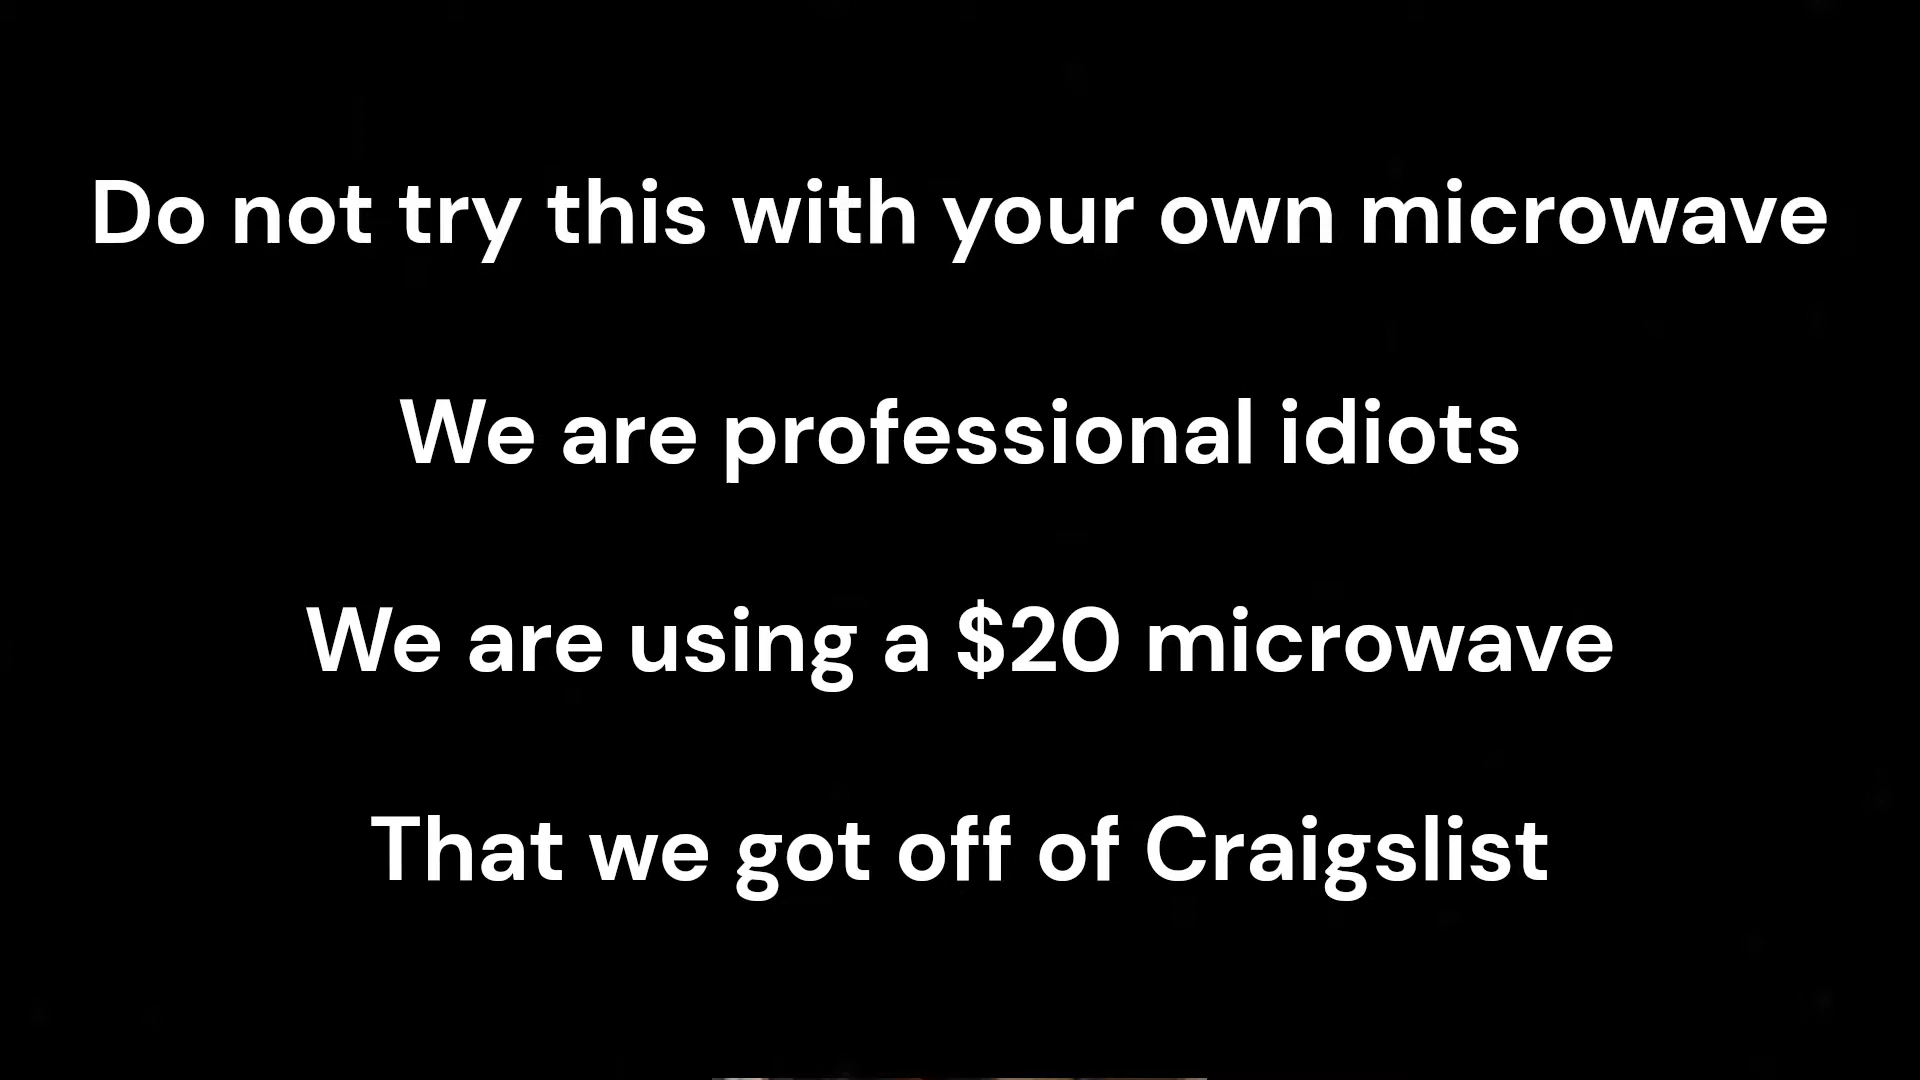 Do not try this with your own microwave
We are professional idiots
We are using a $20 microwave
That we got off of Craigslist